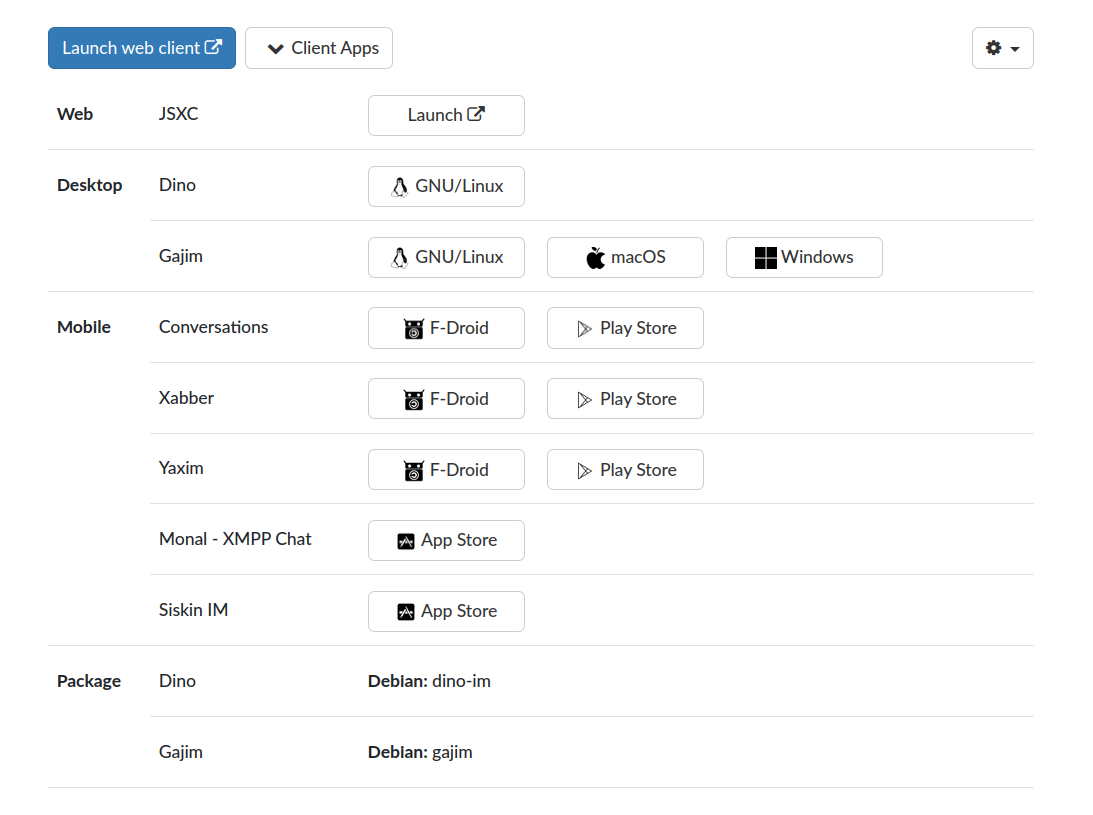 Launch web client Client Apps
Web JSXC Launch
Desktop Dino GNU/Linux
Gajim GNU/Linux macOS Windows
Mobile Conversations F-Droid Play Store
Xabber F-Droid Play Store
Yaxim F-Droid Play Store
Monal - XMPP Chat App Store
Siskin IM App Store
Package Dino Debian: dino-im
Gajim Debian: gajim